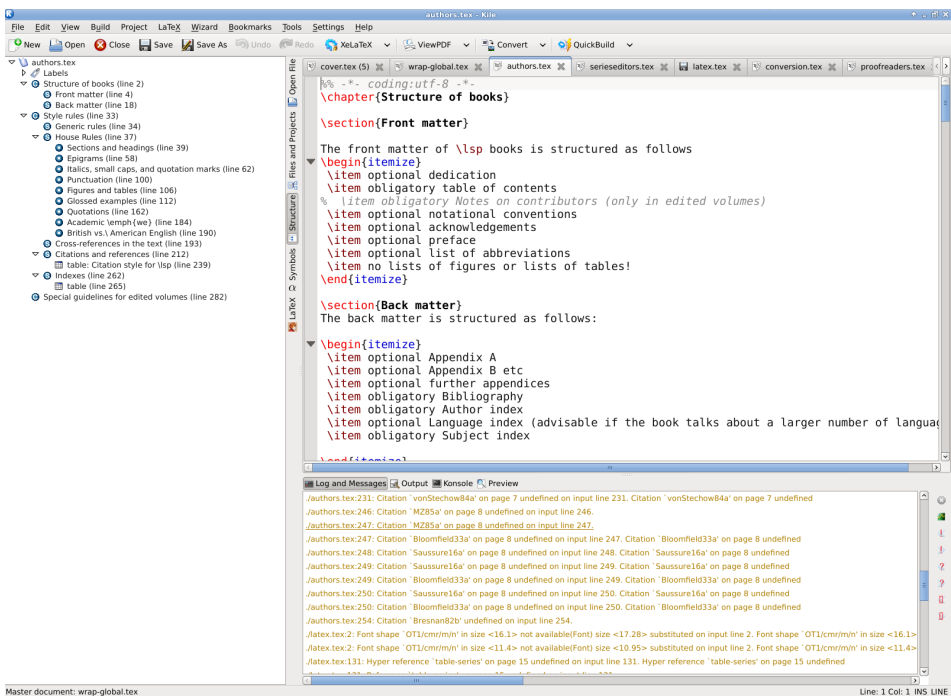 authors.tex - Kile
File Edit View Build Project LaTeX Wizard Bookmarks Tools Settings Help
New Open Close Save Save As Undo Redo XeLaTeX ViewPDF Convert QuickBuild
authors.tex
Labels
Structure of books (line 2)
Front matter (line 4)
Back matter (line 18)
Style rules (line 33)
Generic rules (line 34)
House Rules (line 37)
Sections and headings (line 39)
Epigrams (line 58)
Italics, small caps, and quotation marks (line 62)
Punctuation (line 100)
Figures and tables (line 106)
Glossed examples (line 112)
Quotations (line 162)
Academic \emph{we} (line 184)
British vs.\ American English (line 190)
Cross-references in the text (line 193)
Citations and references (line 212)
table: Citation style for \lsp (line 239)
Indexes (line 262)
table (line 265)
Special guidelines for edited volumes (line 282)
Open File
Files and Projects
Structure
Symbols
LaTeX
cover.tex (5) wrap-global.tex authors.tex serieseditors.tex latex.tex conversion.tex proofreaders.tex
%% -*- coding:utf-8 -*-
\chapter{Structure of books}
\section{Front matter}
The front matter of \lsp books is structured as follows
\begin{itemize}
\item optional dedication
\item obligatory table of contents
% \item obligatory Notes on contributors (only in edited volumes)
\item optional notational conventions
\item optional acknowledgements
\item optional preface
\item optional list of abbreviations
\item no lists of figures or lists of tables!
\end{itemize}
\section{Back matter}
The back matter is structured as follows:
\begin{itemize}
\item optional Appendix A
\item optional Appendix B etc
\item optional further appendices
\item obligatory Bibliography
\item obligatory Author index
\item optional Language index (advisable if the book talks about a larger number of languag
\item obligatory Subject index
\end{itemize}
Log and Messages Output Konsole Preview
./authors.tex:231: Citation `vonStechow84a' on page 7 undefined on input line 231. Citation `vonStechow84a' on page 7 undefined
./authors.tex:246: Citation `MZ85a' on page 8 undefined on input line 246.
./authors.tex:247: Citation `MZ85a' on page 8 undefined on input line 247.
./authors.tex:247: Citation `Bloomfield33a' on page 8 undefined on input line 247. Citation `Bloomfield33a' on page 8 undefined
./authors.tex:248: Citation `Saussure16a' on page 8 undefined on input line 248. Citation `Saussure16a' on page 8 undefined
./authors.tex:249: Citation `Saussure16a' on page 8 undefined on input line 249. Citation `Saussure16a' on page 8 undefined
./authors.tex:249: Citation `Bloomfield33a' on page 8 undefined on input line 249. Citation `Bloomfield33a' on page 8 undefined
./authors.tex:250: Citation `Saussure16a' on page 8 undefined on input line 250. Citation `Saussure16a' on page 8 undefined
./authors.tex:250: Citation `Bloomfield33a' on page 8 undefined on input line 250. Citation `Bloomfield33a' on page 8 undefined
./authors.tex:254: Citation `Bresnan82b' undefined on input line 254.
./latex.tex:2: Font shape `OT1/cmr/m/n' in size <16.1> not available(Font) size <17.28> substituted on input line 2. Font shape `OT1/cmr/m/n' in size <16.1>
./latex.tex:2: Font shape `OT1/cmr/m/n' in size <11.4> not available(Font) size <10.95> substituted on input line 2. Font shape `OT1/cmr/m/n' in size <11.4>
./latex.tex:131: Hyper reference `table-series' on page 15 undefined on input line 131. Hyper reference `table-series' on page 15 undefined
Master document: wrap-global.tex
Line: 1 Col: 1 INS LINE